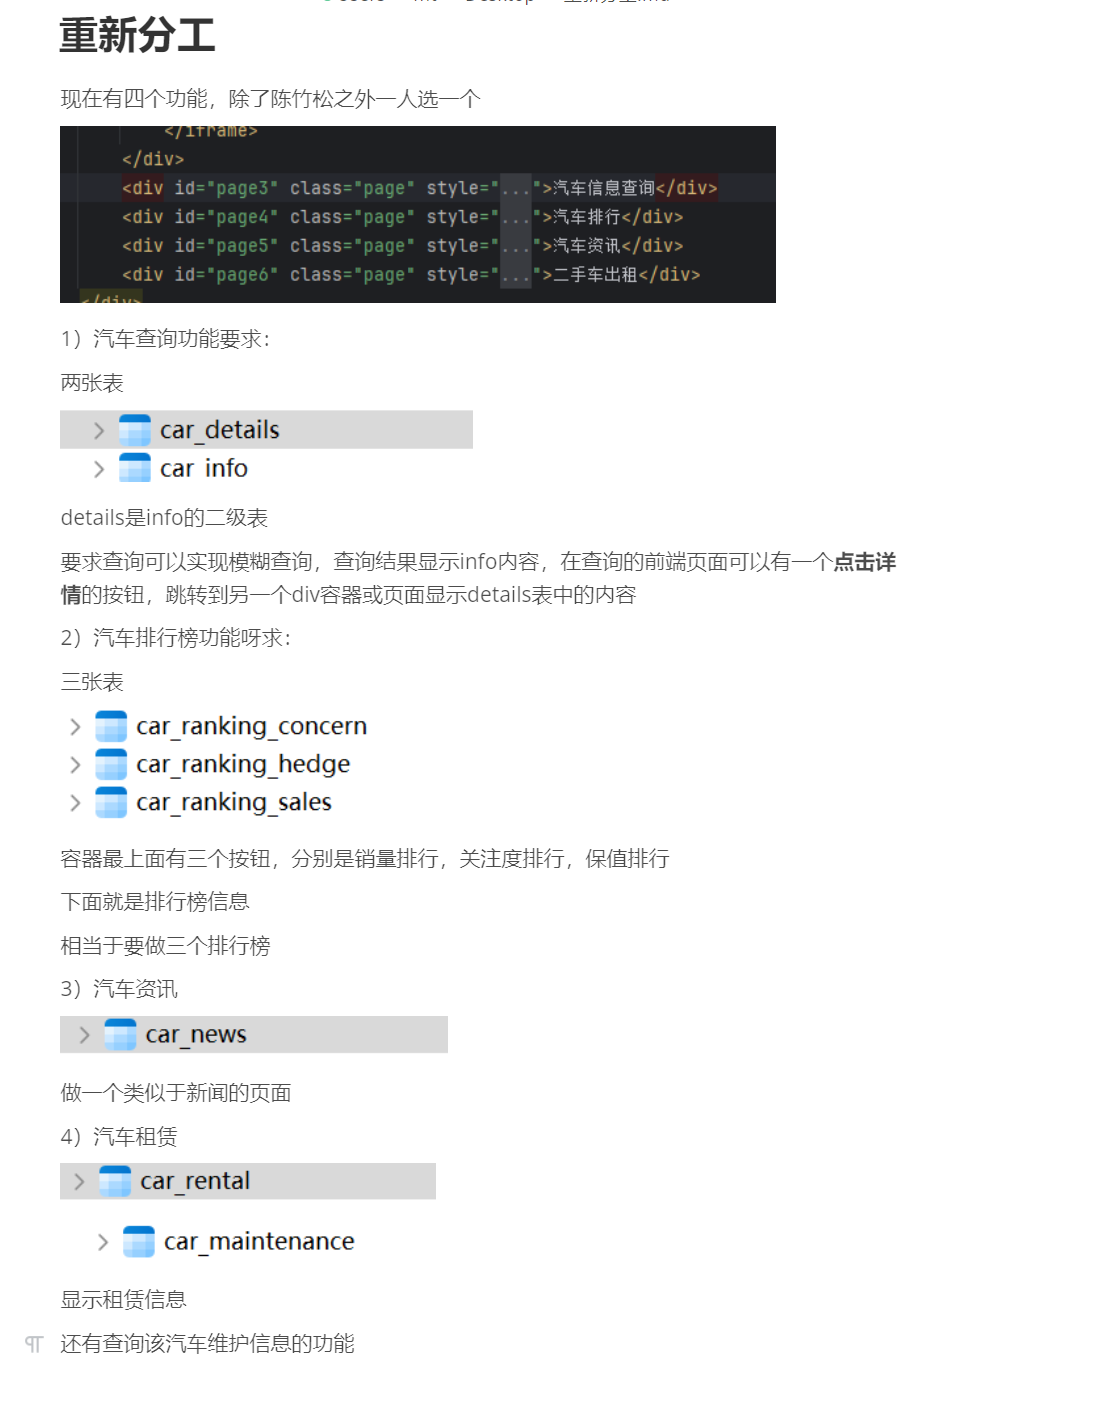 重新分工
现在有四个功能，除了陈竹松之外一人选一个
</iframe>
</div>
<div id="page3" class="page" style="...">汽车信息查询</div>
<div id="page4" class="page" style="...">汽车排行</div>
<div id="page5" class="page" style="...">汽车资讯</div>
<div id="page6" class="page" style="...">二手车出租</div>
</div>
1）汽车查询功能要求：
两张表
car_details
car_info
details是info的二级表
要求查询可以实现模糊查询，查询结果显示info内容，在查询的前端页面可以有一个点击详
情的按钮，跳转到另一个div容器或页面显示details表中的内容
2）汽车排行榜功能呀求：
三张表
car_ranking_concern
car_ranking_hedge
car_ranking_sales
容器最上面有三个按钮，分别是销量排行，关注度排行，保值排行
下面就是排行榜信息
相当于要做三个排行榜
3）汽车资讯
car_news
做一个类似于新闻的页面
4）汽车租赁
car_rental
car_maintenance
显示租赁信息
还有查询该汽车维护信息的功能